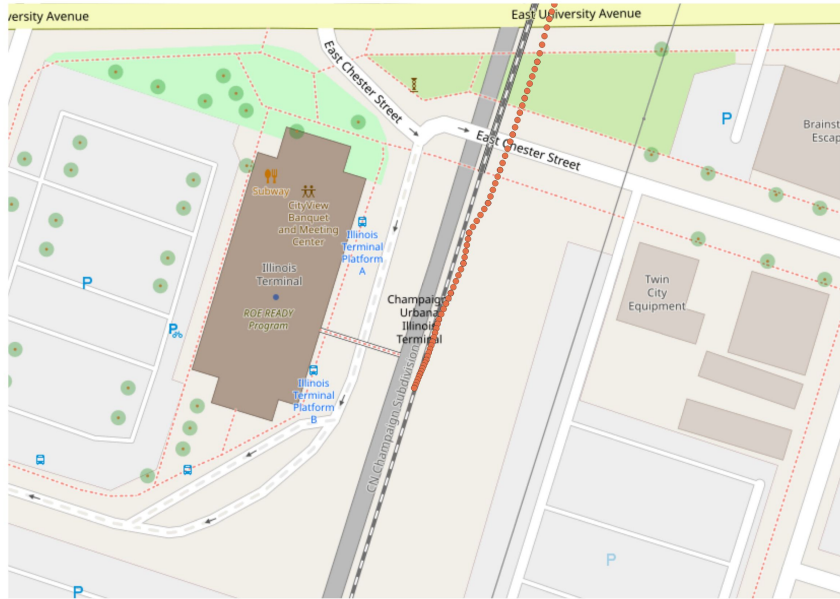 versity Avenue
East University Avenue
East Chester Street
East Chester Street
P
Brainst
Escap
Subway
CityView
Banquet
and Meeting
Center
Illinois
Terminal
Platform
A
Illinois
Terminal
ROE READY
Program
P
P
Champaign
Urbana
Illinois
Terminal
Twin
City
Equipment
Illinois
Terminal
Platform
B
CN Champaign Subdivision
P
P